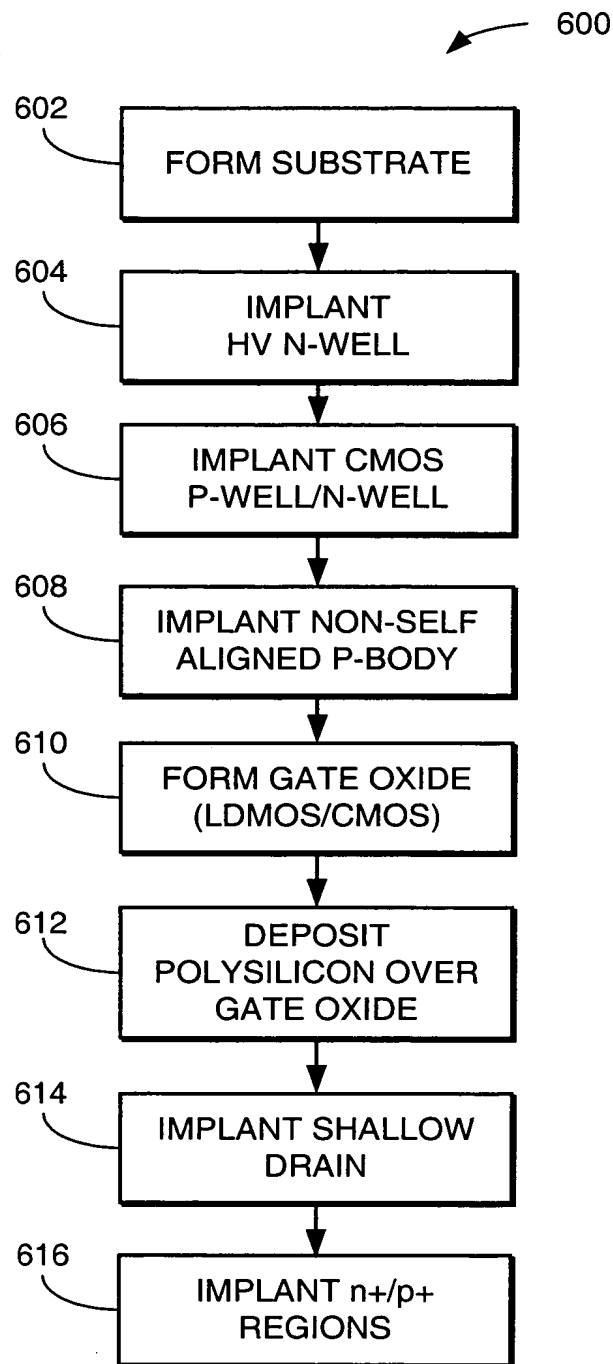 600
602
FORM SUBSTRATE
604
IMPLANT
HV N-WELL
606
IMPLANT CMOS
P-WELL/N-WELL
608
IMPLANT NON-SELF
ALIGNED P-BODY
610
FORM GATE OXIDE
(LDMOS/CMOS)
612
DEPOSIT
POLYSILICON OVER
GATE OXIDE
614
IMPLANT SHALLOW
DRAIN
616
IMPLANT n+/p+
REGIONS